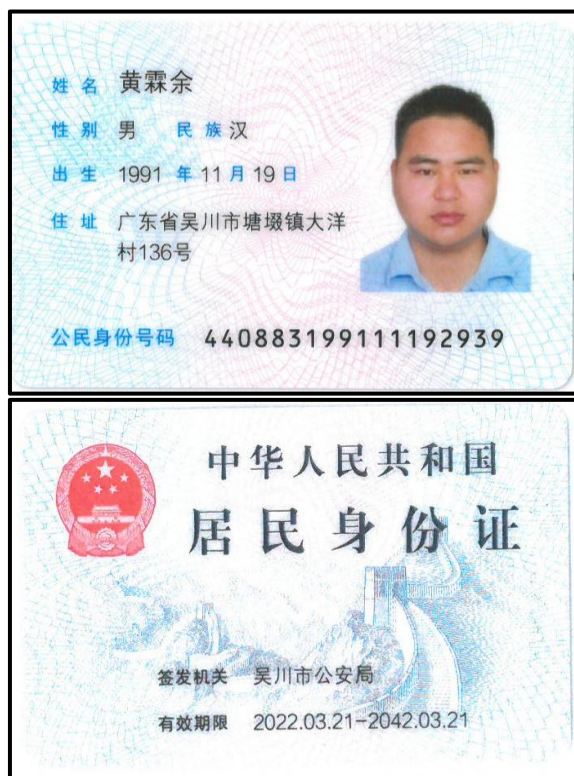 姓名 黄霖余
性别 男 民族 汉
出生 1991 年 11 月 19 日
住址 广东省吴川市塘㙍镇大洋
村136号
公民身份号码 440883199111192939
中华人民共和国
居民身份证
签发机关 吴川市公安局
有效期限 2022.03.21-2042.03.21